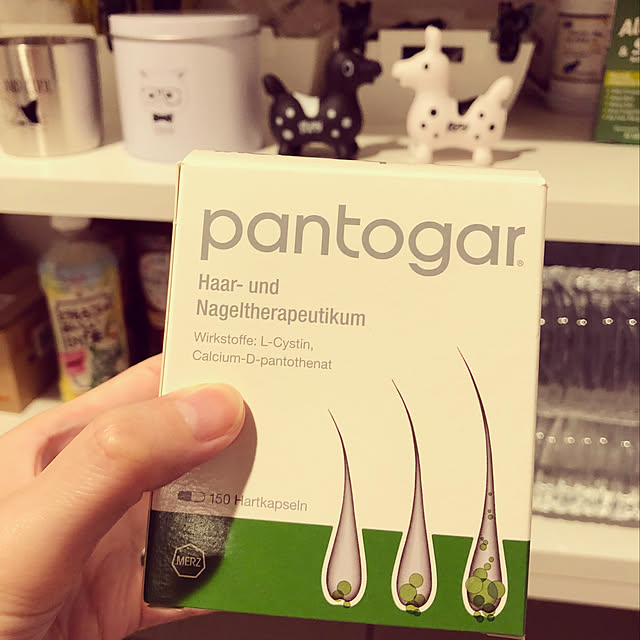 pantogar®
Haar- und
Nageltherapeutikum
Wirkstoffe: L-Cystin,
Calcium-D-pantothenat
150 Hartkapseln
MERZ